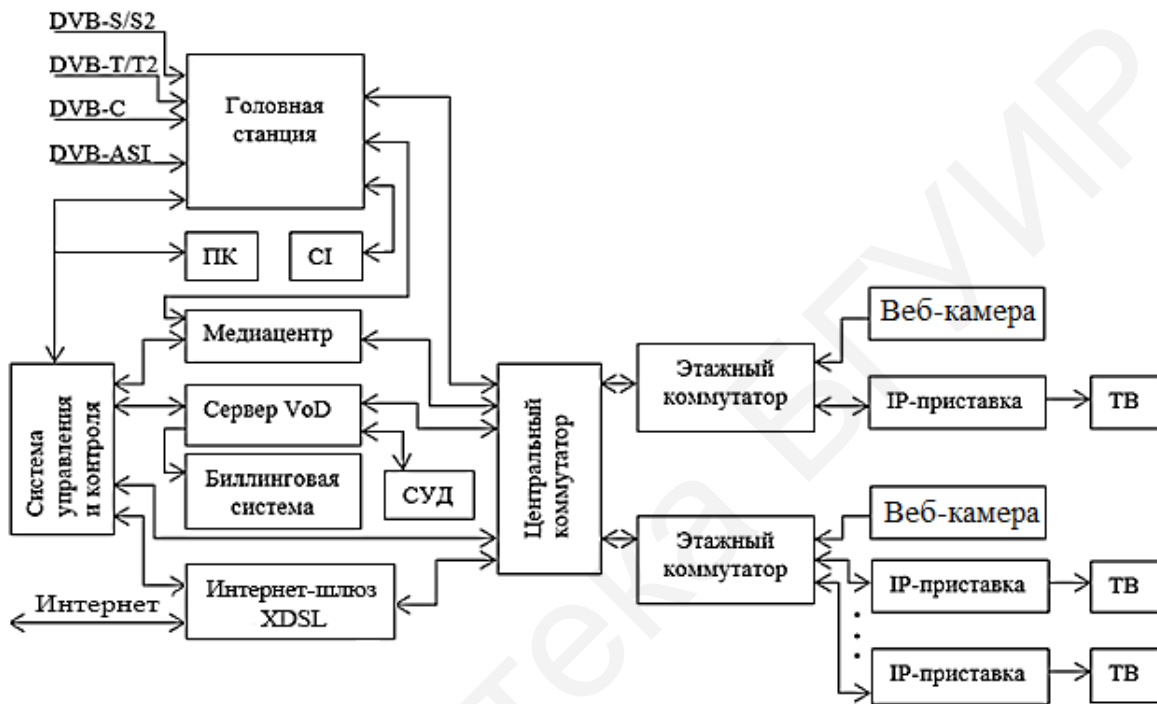 DVB-S/S2
DVB-T/T2
DVB-C
DVB-ASI
Головная
станция
ПК
CI
Медиацентр
Сервер VoD
Биллинговая
система
СУД
Система
управления
и контроля
Интернет-шлюз
XDSL
Интернет
Центральный
коммутатор
Этажный
коммутатор
Веб-камера
IP-приставка
ТВ
Этажный
коммутатор
Веб-камера
IP-приставка
ТВ
IP-приставка
ТВ
тека БГУИР